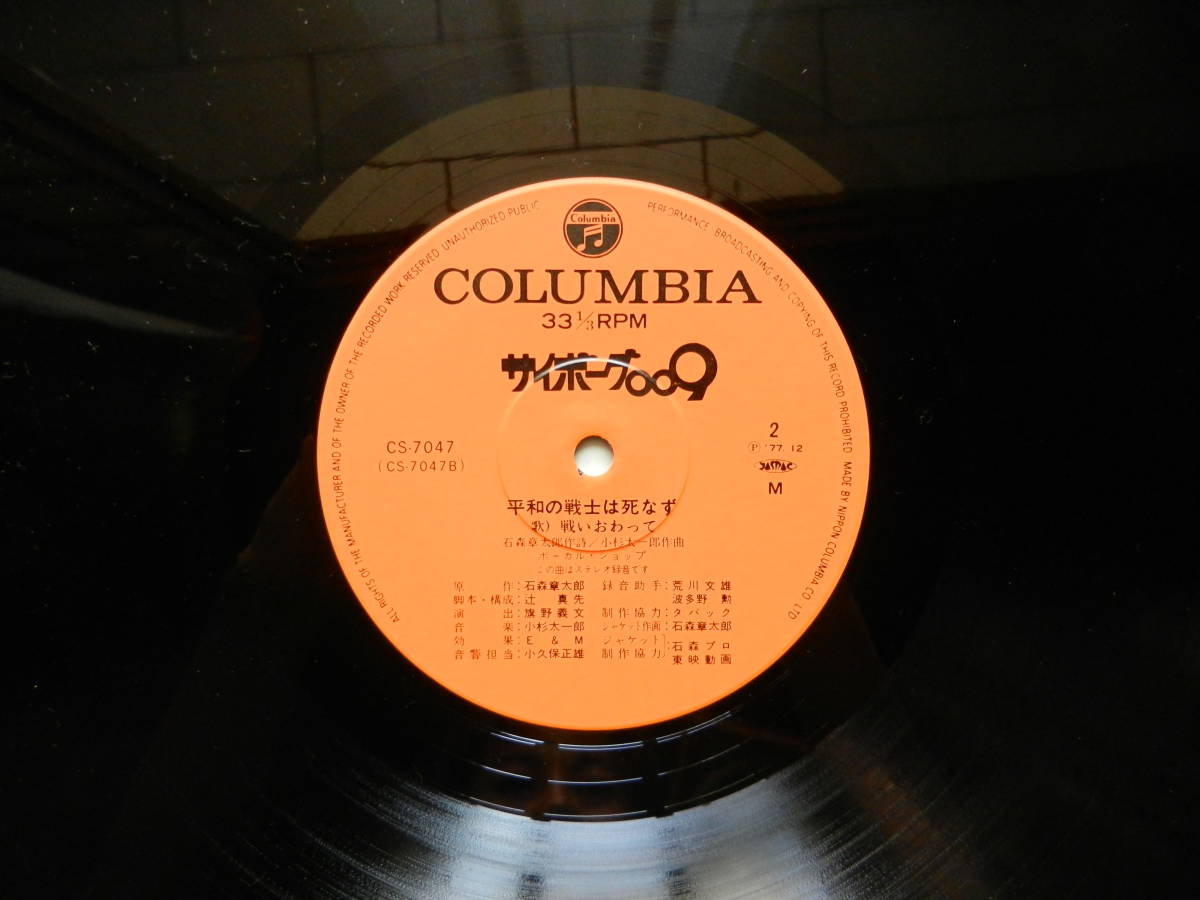 Columbia
COLUMBIA
33 1/3 RPM
サイボーグ009
CS-7047
(CS-7047B)
2
Ⓟ '77. 12
JASRAC
M
平和の戦士は死なず
歌) 戦いおわって
石森章太郎作詩/小杉太一郎作曲
ボーカル・ショップ
この曲はステレオ録音です
原作:石森章太郎
脚本・構成:辻真先
演出:旗野義文
音楽:小杉太一郎
効果:E & M
音響担当:小久保正雄
録音助手:荒川文雄
波多野勲
制作協力:タバック
ジャケット作画:石森章太郎
ジャケット制作協力:石森プロ
東映動画
ALL RIGHTS OF THE MANUFACTURER AND OF THE OWNER OF THE RECORDED WORK RESERVED UNAUTHORIZED PUBLIC PERFORMANCE BROADCASTING AND COPYING OF THIS RECORD PROHIBITED MADE BY NIPPON COLUMBIA CO. LTD